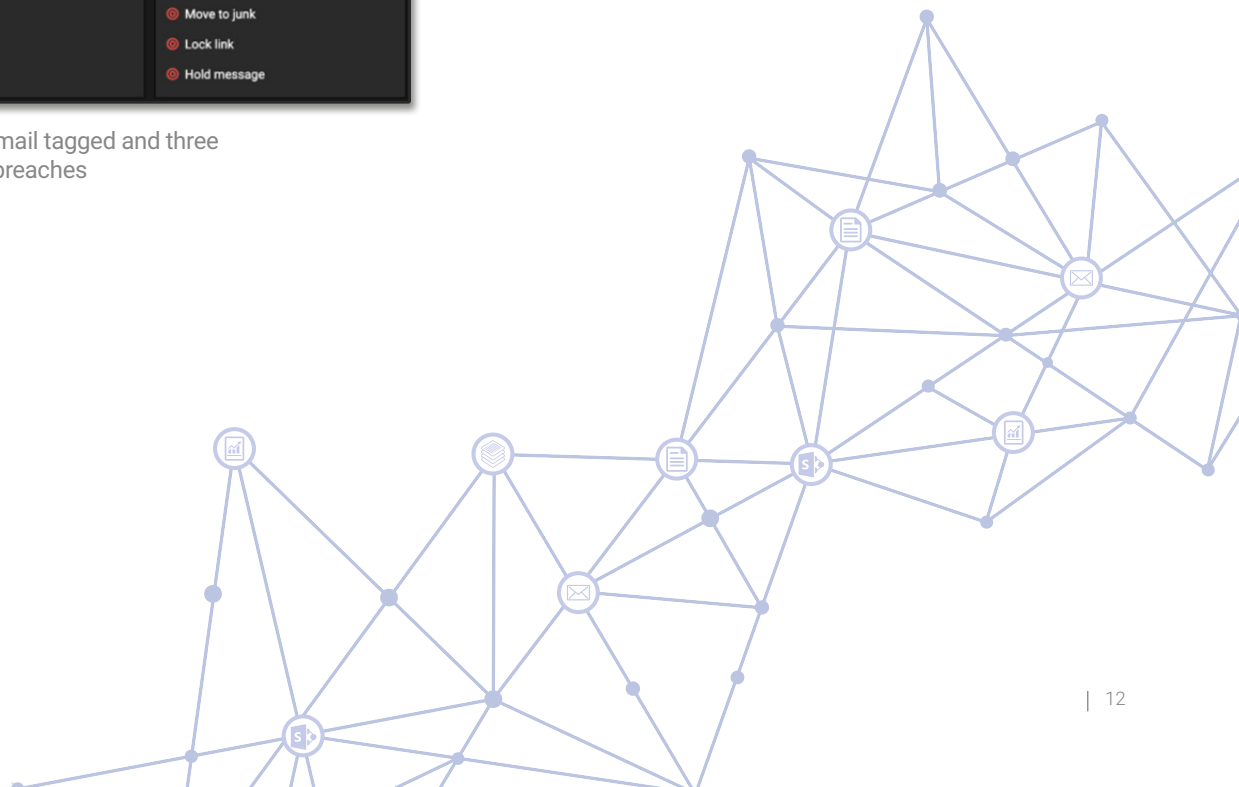 Move to junk
Lock link
Hold message
mail tagged and three
breaches
| 12